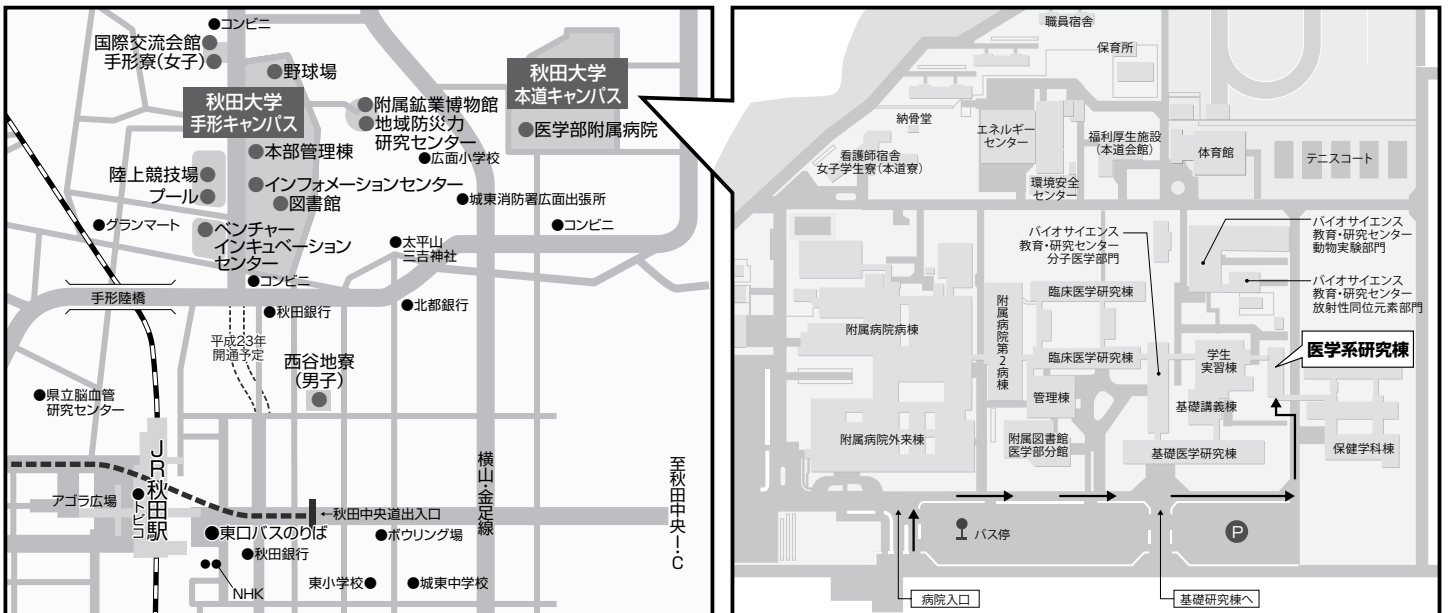 コンビニ
国際交流会館
手形寮(女子)
野球場
秋田大学
手形キャンパス
秋田大学
本道キャンパス
附属鉱業博物館
地域防災力
研究センター
医学部附属病院
広面小学校
本部管理棟
陸上競技場
プール
インフォメーションセンター
図書館
城東消防署広面出張所
グランマート
コンビニ
ベンチャー
インキュベーション
センター
太平山
三吉神社
コンビニ
手形陸橋
秋田銀行
北都銀行
平成23年
開通予定
西谷地寮
(男子)
県立脳血管
研究センター
JR秋田駅
横山・金足線
至秋田中央I・C
アゴラ広場
トピコ
←秋田中央道出入口
東口バスのりば
ボウリング場
秋田銀行
NHK
東小学校
城東中学校
職員宿舎
保育所
納骨堂
エネルギー
センター
福利厚生施設
(本道会館)
体育館
テニスコート
看護師宿舎
女子学生寮(本道寮)
環境安全
センター
バイオサイエンス
教育・研究センター
動物実験部門
バイオサイエンス
教育・研究センター
分子医学部門
バイオサイエンス
教育・研究センター
放射性同位元素部門
臨床医学研究棟
附属病院第2病棟
附属病院病棟
臨床医学研究棟
学生
実習棟
医学系研究棟
管理棟
基礎講義棟
附属病院外来棟
附属図書館
医学部分館
基礎医学研究棟
保健学科棟
バス停
P
病院入口
基礎研究棟へ